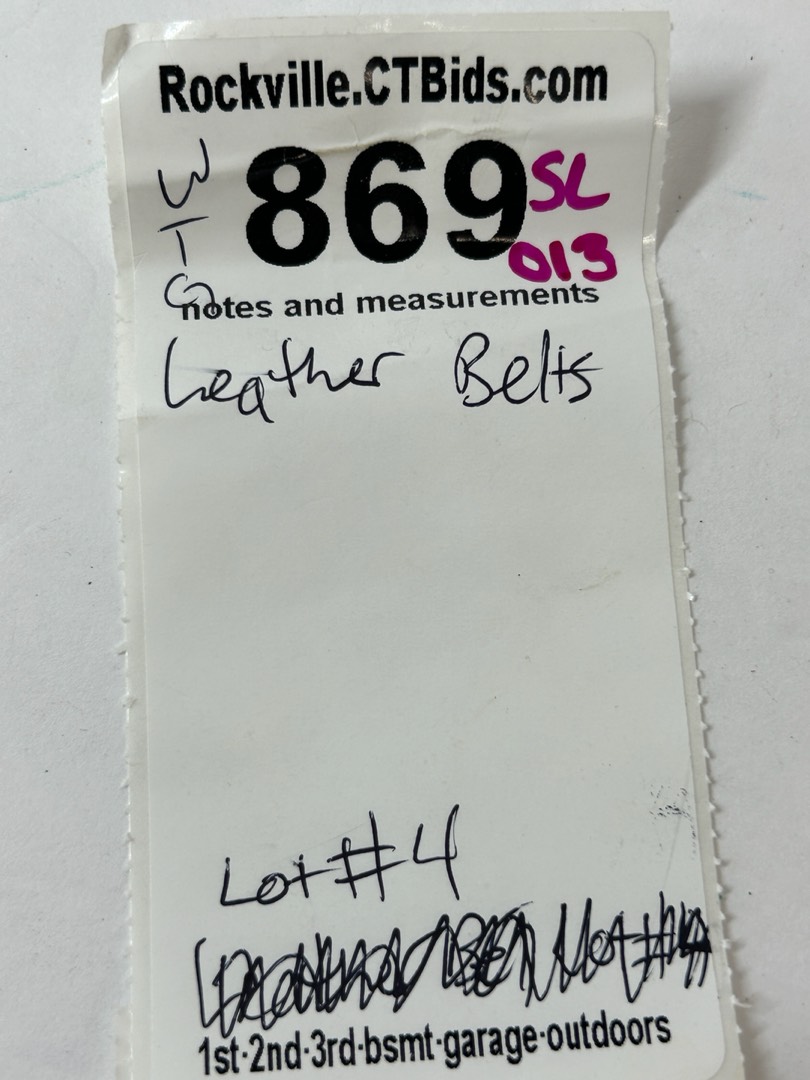 Rockville.CTBids.com
869 SL
013
notes and measurements
Leather Belts
Lot#4
1st·2nd·3rd·bsmt·garage·outdoors